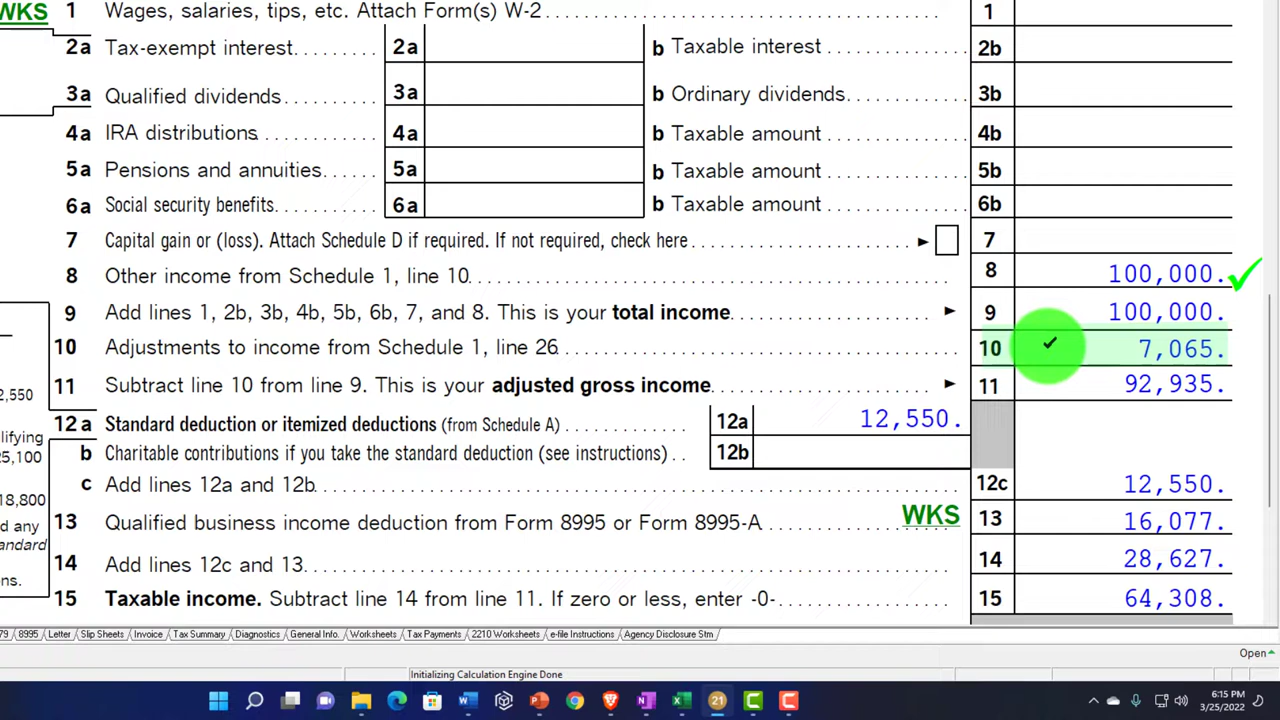 WKS 1 Wages, salaries, tips, etc. Attach Form(s) W-2 1
2a Tax-exempt interest 2a b Taxable interest 2b
3a Qualified dividends 3a b Ordinary dividends 3b
4a IRA distributions 4a b Taxable amount 4b
5a Pensions and annuities 5a b Taxable amount 5b
6a Social security benefits 6a b Taxable amount 6b
7 Capital gain or (loss). Attach Schedule D if required. If not required, check here 7
8 Other income from Schedule 1, line 10 8 100,000.
9 Add lines 1, 2b, 3b, 4b, 5b, 6b, 7, and 8. This is your total income 9 100,000.
10 Adjustments to income from Schedule 1, line 26 10 7,065.
11 Subtract line 10 from line 9. This is your adjusted gross income 11 92,935.
2,550
12a Standard deduction or itemized deductions (from Schedule A) 12a 12,550.
lifying
25,100
b Charitable contributions if you take the standard deduction (see instructions) 12b
c Add lines 12a and 12b 12c 12,550.
18,800
d any
13 Qualified business income deduction from Form 8995 or Form 8995-A WKS 13 16,077.
andard
14 Add lines 12c and 13 14 28,627.
ns.
15 Taxable income. Subtract line 14 from line 11. If zero or less, enter -0- 15 64,308.
79 8995 Letter Slip Sheets Invoice Tax Summary Diagnostics General Info. Worksheets Tax Payments 2210 Worksheets e-file Instructions Agency Disclosure Stm
Open
Initializing Calculation Engine Done
21
6:15 PM
3/25/2022